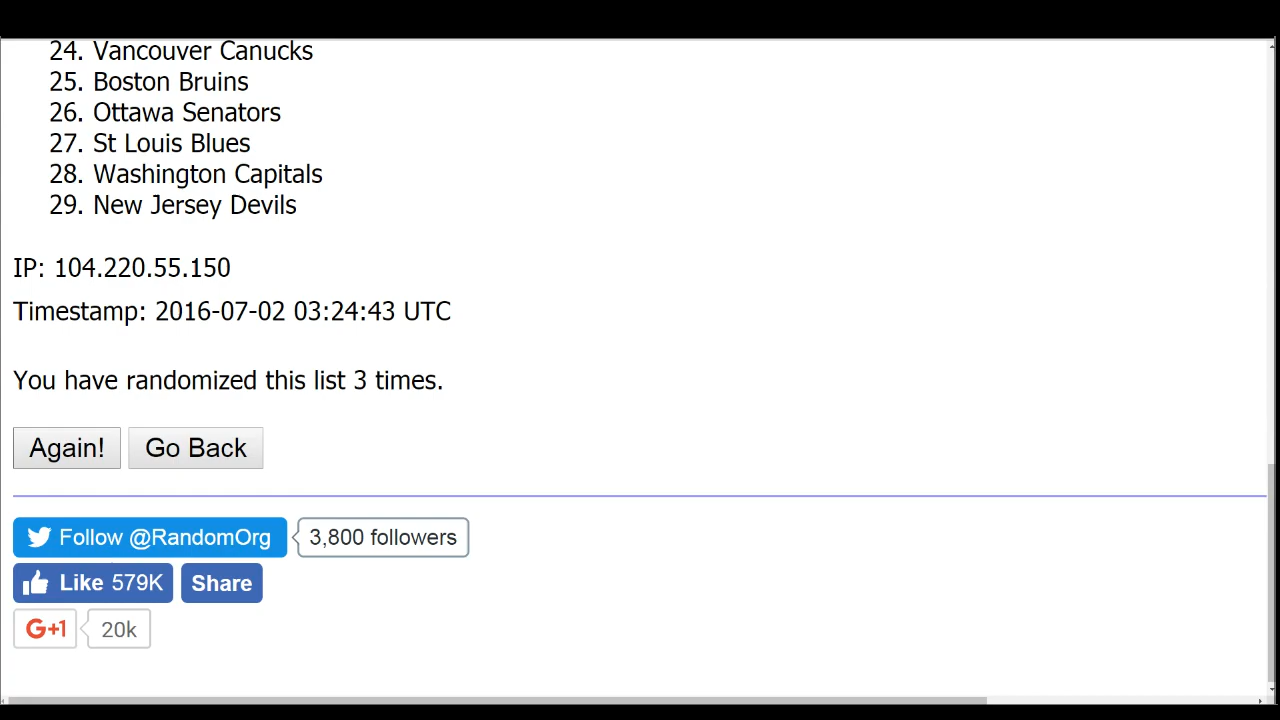 24. Vancouver Canucks
25. Boston Bruins
26. Ottawa Senators
27. St Louis Blues
28. Washington Capitals
29. New Jersey Devils
IP: 104.220.55.150
Timestamp: 2016-07-02 03:24:43 UTC
You have randomized this list 3 times.
Again! Go Back
Follow @RandomOrg 3,800 followers
Like 579K Share
G+1 20k